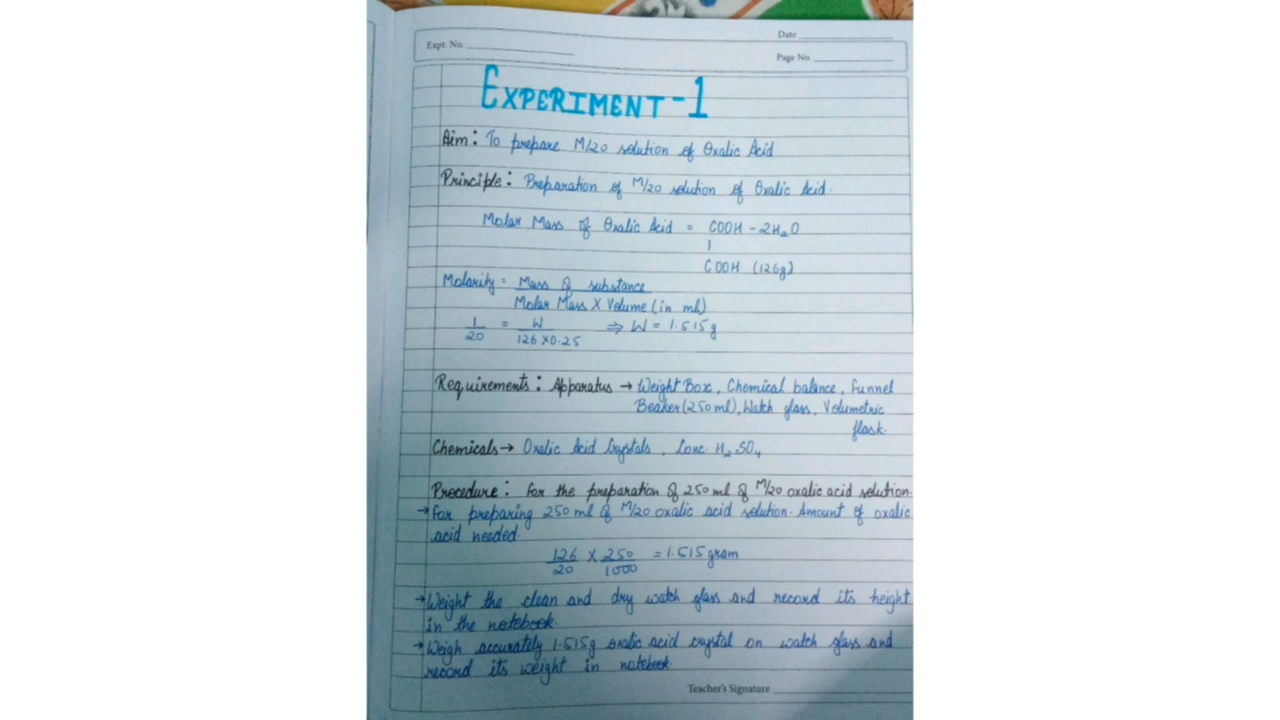 Date
Expt. No.
Page No.
EXPERIMENT-1
Aim: To prepare M/20 solution of Oxalic Acid
Principle: Preparation of M/20 solution of Oxalic Acid.
Molar Mass of Oxalic Acid = COOH - 2H₂O
|
COOH (126g)
Molarity = Mass of substance
Molar Mass X Volume (in ml)
1/20 = W/126 X0.25 ⇒ W = 1.515g
Requirements: Apparatus → Weight Box, Chemical balance, Funnel
Beaker (250ml), Watch glass, Volumetric
flask.
Chemicals → Oxalic Acid Crystals, Conc. H₂SO₄
Procedure: For the preparation of 250 ml of M/20 oxalic acid solution.
→ For preparing 250 ml of M/20 oxalic acid solution. Amount of oxalic
acid needed.
126/20 X 250/1000 = 1.515 gram
→ Weight the clean and dry watch glass and record its height
in the notebook.
→ Weigh accurately 1.515g oxalic acid crystal on watch glass and
record its weight in notebook.
Teacher's Signature